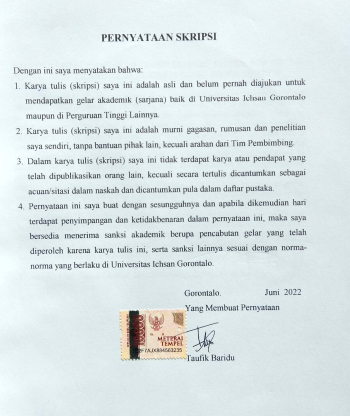 PERNYATAAN SKRIPSI
Dengan ini saya menyatakan bahwa:
1. Karya tulis (skripsi) saya ini adalah asli dan belum pernah diajukan untuk
mendapatkan gelar akademik (sarjana) baik di Universitas Ichsan Gorontalo
maupun di Perguruan Tinggi Lainnya.
2. Karya tulis (skripsi) saya ini adalah murni gagasan, rumusan dan penelitian
saya sendiri, tanpa bantuan pihak lain, kecuali arahan dari Tim Pembimbing.
3. Dalam karya tulis (skripsi) saya ini tidak terdapat karya atau pendapat yang
telah dipublikasikan orang lain, kecuali secara tertulis dicantumkan sebagai
acuan/sitasi dalam naskah dan dicantumkan pula dalam daftar pustaka.
4. Pernyataan ini saya buat dengan sesungguhnya dan apabila dikemudian hari
terdapat penyimpangan dan ketidakbenaran dalam pernyataan ini, maka saya
bersedia menerima sanksi akademik berupa pencabutan gelar yang telah
diperoleh karena karya tulis ini, serta sanksi lainnya sesuai dengan norma-
norma yang berlaku di Universitas Ichsan Gorontalo.
Gorontalo. Juni 2022
Yang Membuat Pernyataan
METERAI
TEMPEL
Taufik Baridu